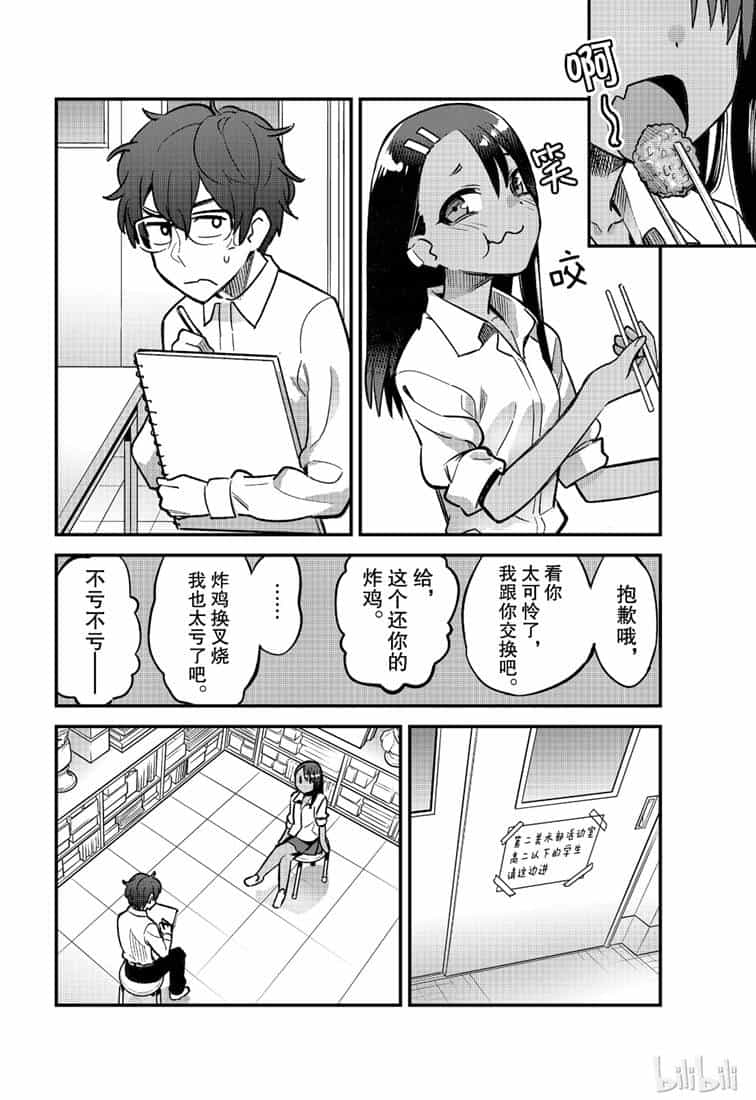 啊
笑
咬
抱歉哦，
看你
太可怜了，
我跟你交换吧。
给，
这个还你的
炸鸡。
……
炸鸡换叉烧
我也太亏了吧。
不亏不亏——
第二美术部活动室
高二以下的学生
请这边进
bilibili